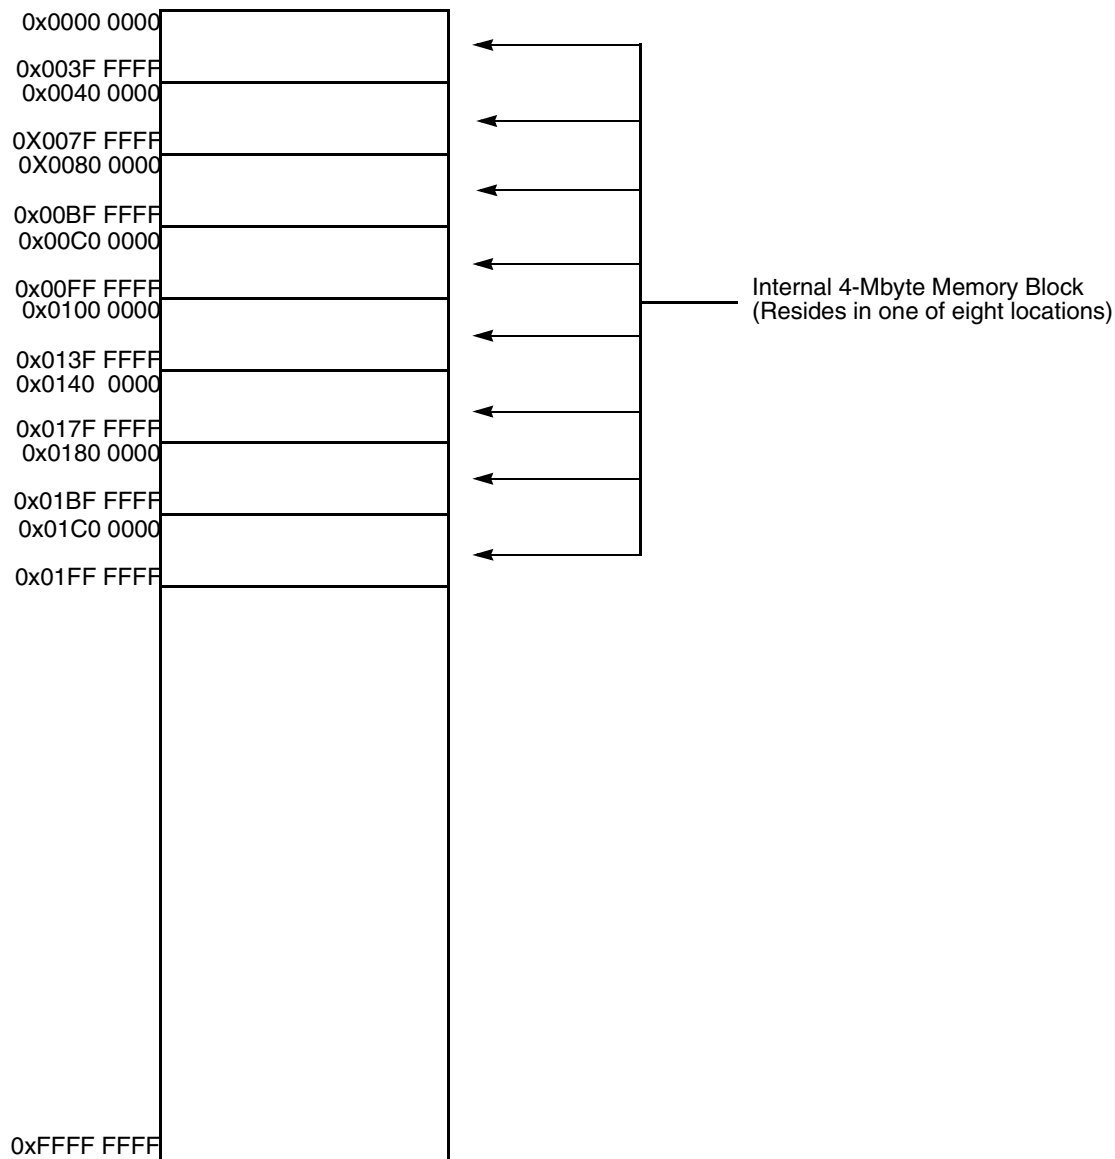 0x0000 0000
0x003F FFFF
0x0040 0000
0X007F FFFF
0X0080 0000
0x00BF FFFF
0x00C0 0000
0x00FF FFFF
0x0100 0000
0x013F FFFF
0x0140  0000
0x017F FFFF
0x0180 0000
0x01BF FFFF
0x01C0 0000
0x01FF FFFF
0xFFFF FFFF
Internal 4-Mbyte Memory Block
(Resides in one of eight locations)